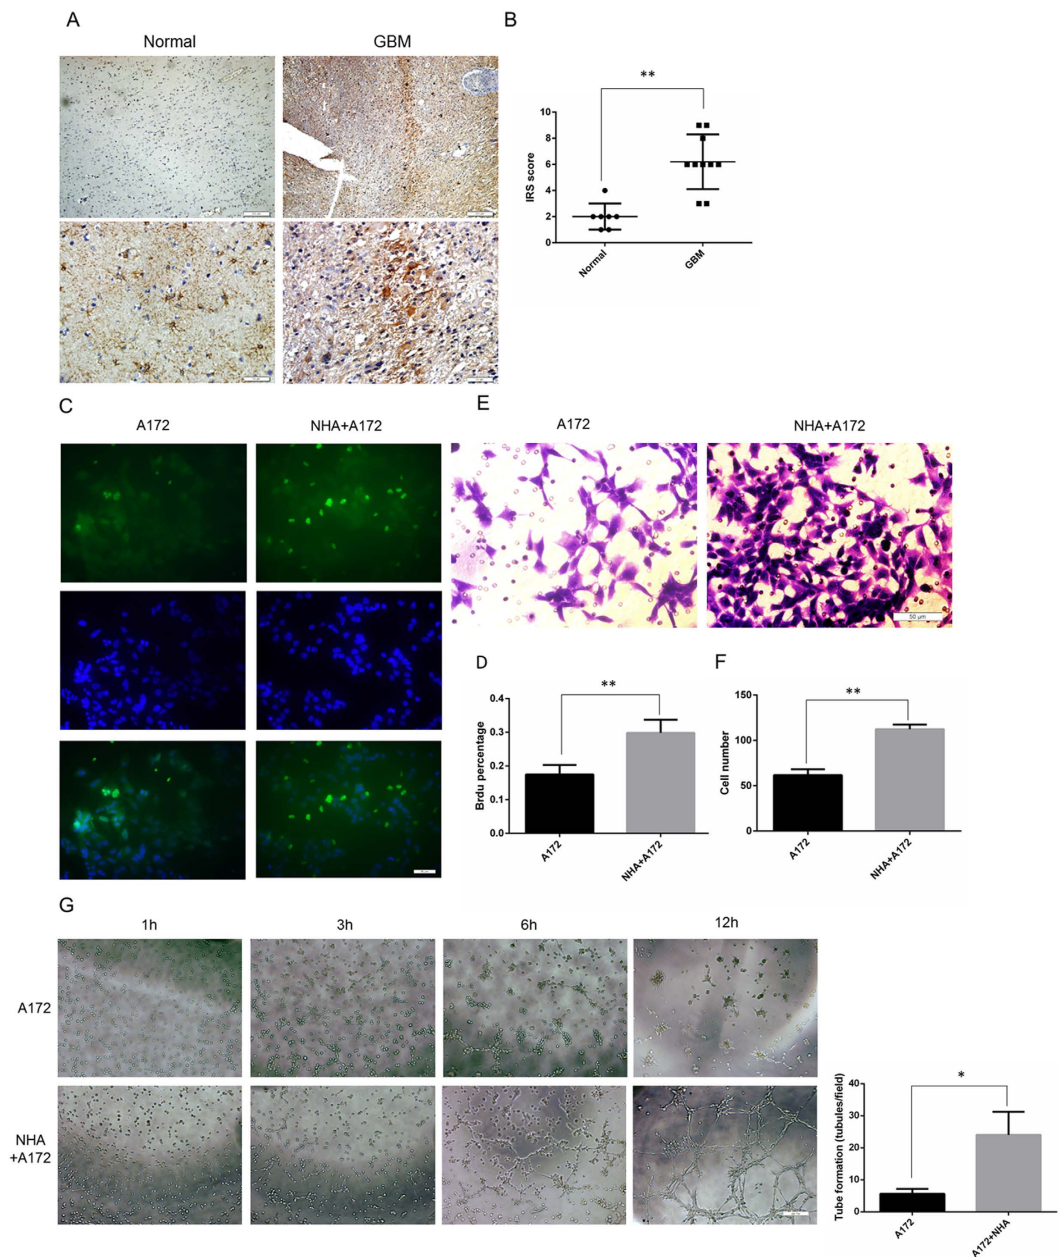 A
Normal
GBM
B
**
IRS score
10
8
6
4
2
0
Normal
GBM
C
A172
NHA+A172
E
A172
NHA+A172
50 µm
D
**
Brdu percentage
0.4
0.3
0.2
0.1
0.0
A172
NHA+A172
F
**
Cell number
150
100
50
0
A172
NHA+A172
G
1h
3h
6h
12h
A172
NHA
+A172
*
Tube formation (tubules/field)
40
30
20
10
0
A172
A172+NHA